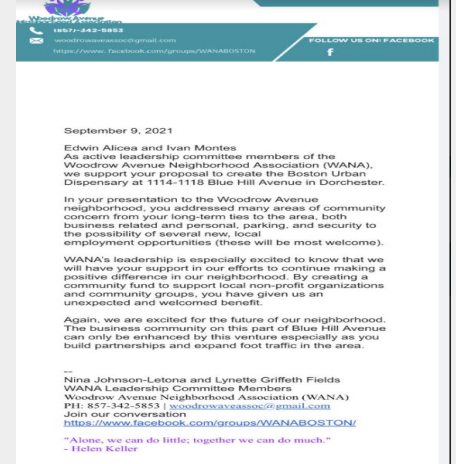 Woodrow Avenue
Neighborhood Association
(857)-342-5853
woodrowaveassoc@gmail.com
https://www. facebook.com/groups/WANABOSTON
FOLLOW US ON: FACEBOOK
f
September 9, 2021
Edwin Alicea and Ivan Montes
As active leadership committee members of the
Woodrow Avenue Neighborhood Association (WANA),
we support your proposal to create the Boston Urban
Dispensary at 1114-1118 Blue Hill Avenue in Dorchester.
In your presentation to the Woodrow Avenue
neighborhood, you addressed many areas of community
concern from your long-term ties to the area, both
business related and personal, parking, and security to
the possibility of several new, local
employment opportunities (these will be most welcome).
WANA's leadership is especially excited to know that we
will have your support in our efforts to continue making a
positive difference in our neighborhood. By creating a
community fund to support local non-profit organizations
and community groups, you have given us an
unexpected and welcomed benefit.
Again, we are excited for the future of our neighborhood.
The business community on this part of Blue Hill Avenue
can only be enhanced by this venture especially as you
build partnerships and expand foot traffic in the area.
--
Nina Johnson-Letona and Lynette Griffeth Fields
WANA Leadership Committee Members
Woodrow Avenue Neighborhood Association (WANA)
PH: 857-342-5853 | woodrowaveassoc@gmail.com
Join our conversation
https://www.facebook.com/groups/WANABOSTON/
"Alone, we can do little; together we can do much."
- Helen Keller